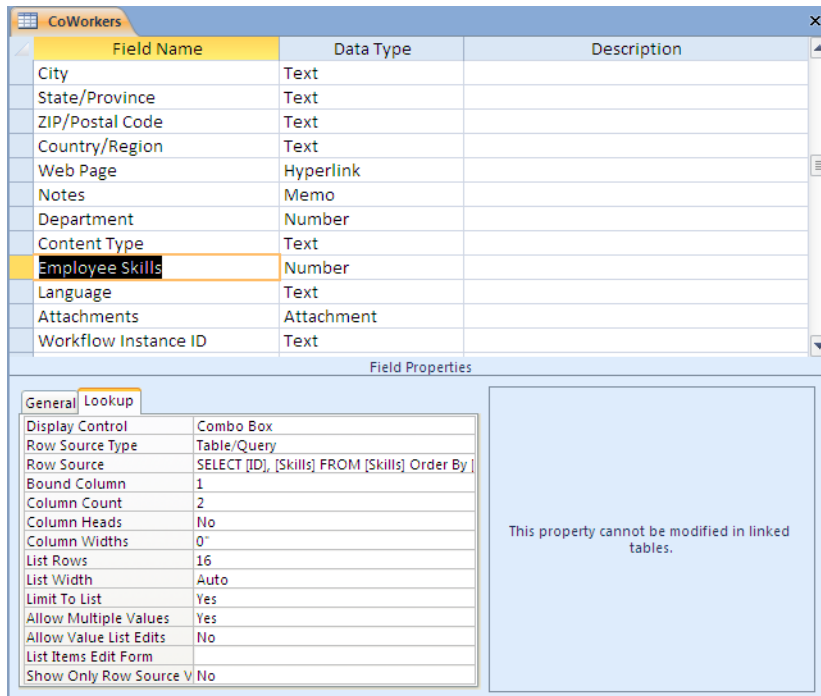 CoWorkers
Field Name Data Type Description
City Text
State/Province Text
ZIP/Postal Code Text
Country/Region Text
Web Page Hyperlink
Notes Memo
Department Number
Content Type Text
Employee Skills Number
Language Text
Attachments Attachment
Workflow Instance ID Text
Field Properties
General Lookup
Display Control Combo Box
Row Source Type Table/Query
Row Source SELECT [ID], [Skills] FROM [Skills] Order By [
Bound Column 1
Column Count 2
Column Heads No
Column Widths 0"
List Rows 16
List Width Auto
Limit To List Yes
Allow Multiple Values Yes
Allow Value List Edits No
List Items Edit Form
Show Only Row Source V No
This property cannot be modified in linked
tables.